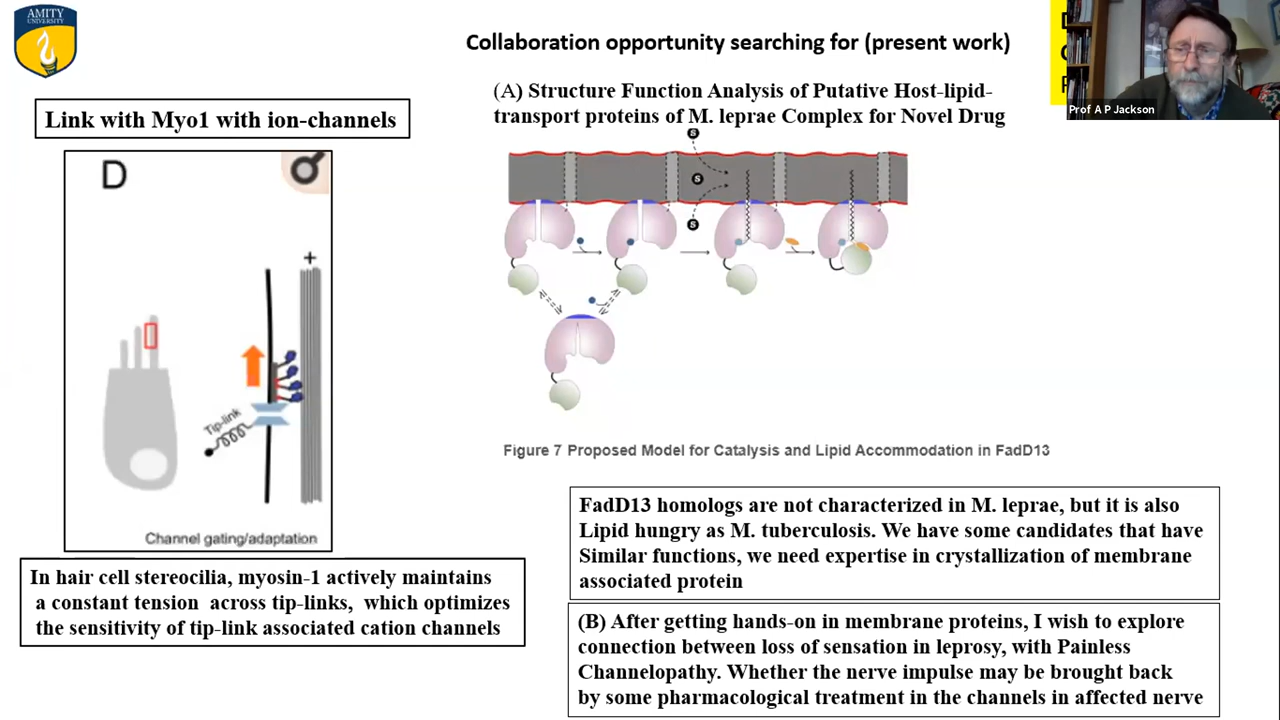 AMITY
UNIVERSITY
Collaboration opportunity searching for (present work)
Prof A P Jackson
Link with Myo1 with ion-channels
D
+
Tip-link
Channel gating/adaptation
In hair cell stereocilia, myosin-1 actively maintains
a constant tension across tip-links, which optimizes
the sensitivity of tip-link associated cation channels
(A) Structure Function Analysis of Putative Host-lipid-
transport proteins of M. leprae Complex for Novel Drug
S
S
S
Figure 7 Proposed Model for Catalysis and Lipid Accommodation in FadD13
FadD13 homologs are not characterized in M. leprae, but it is also
Lipid hungry as M. tuberculosis. We have some candidates that have
Similar functions, we need expertise in crystallization of membrane
associated protein
(B) After getting hands-on in membrane proteins, I wish to explore
connection between loss of sensation in leprosy, with Painless
Channelopathy. Whether the nerve impulse may be brought back
by some pharmacological treatment in the channels in affected nerve